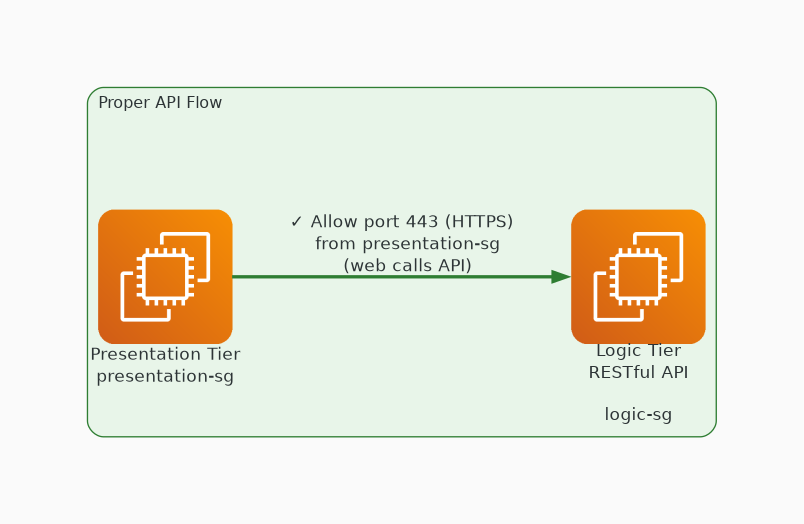 Proper API Flow
✓ Allow port 443 (HTTPS)
from presentation-sg
(web calls API)
Presentation Tier
presentation-sg
Logic Tier
RESTful API
logic-sg